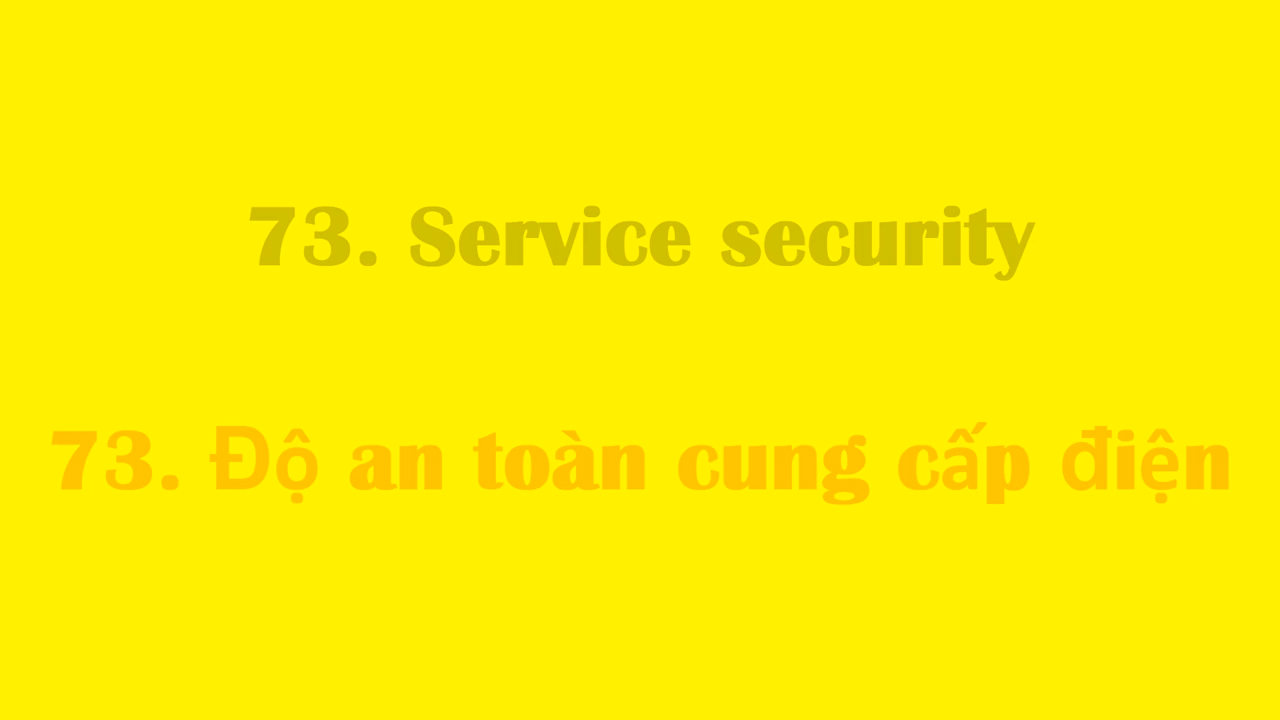 73. Service security
73. Độ an toàn cung cấp điện